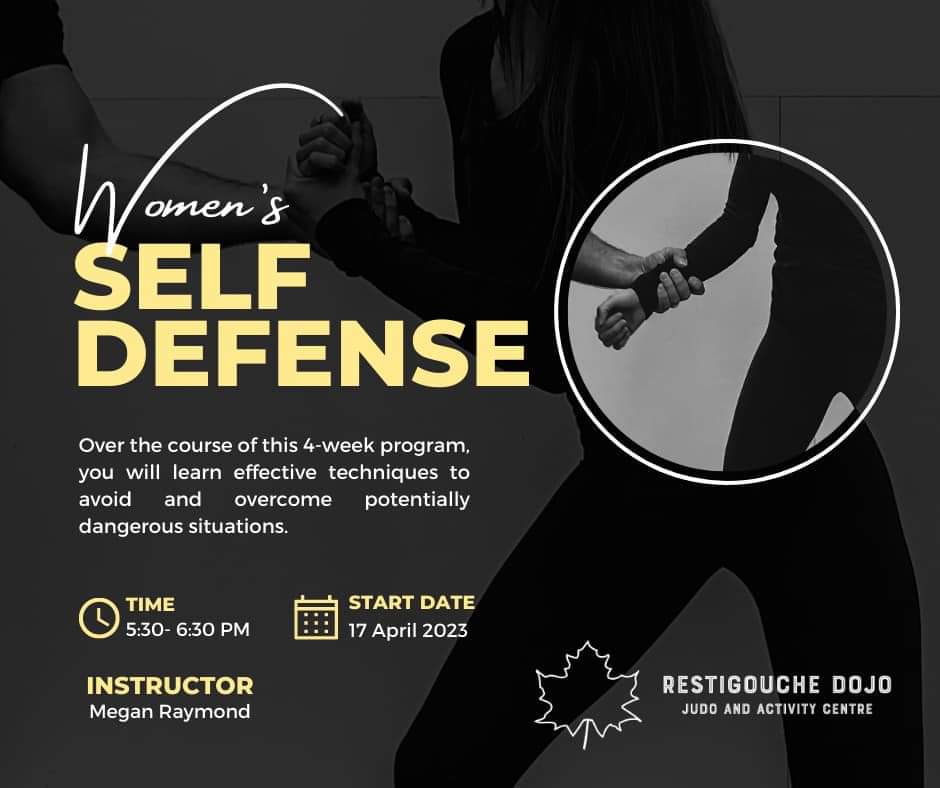 Women's
SELF
DEFENSE
Over the course of this 4-week program,
you will learn effective techniques to
avoid and overcome potentially
dangerous situations.
TIME
5:30- 6:30 PM
START DATE
17 April 2023
INSTRUCTOR
Megan Raymond
RESTIGOUCHE DOJO
JUDO AND ACTIVITY CENTRE